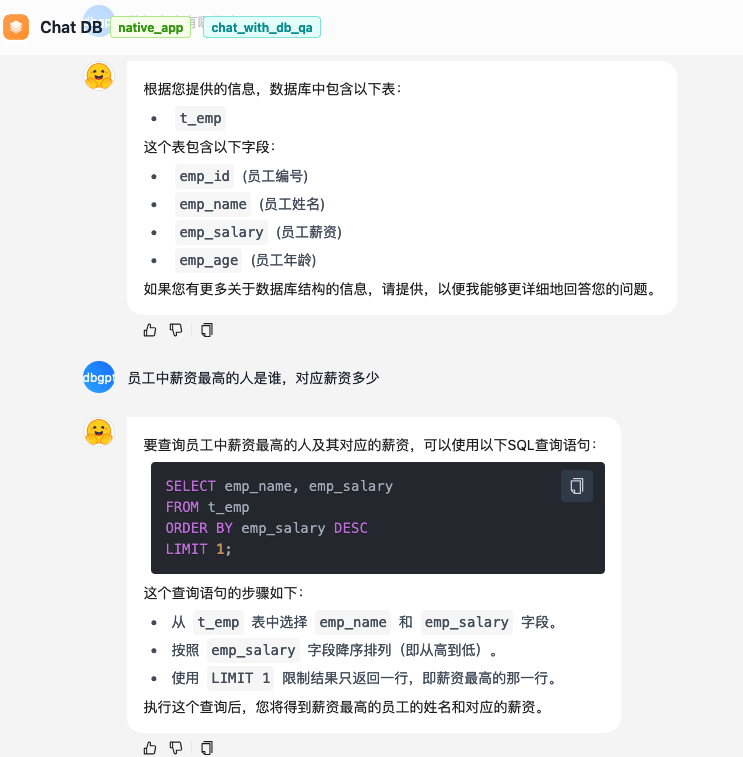 Chat DB native_app chat_with_db_qa
根据您提供的信息，数据库中包含以下表：
• t_emp
这个表包含以下字段：
• emp_id (员工编号)
• emp_name (员工姓名)
• emp_salary (员工薪资)
• emp_age (员工年龄)
如果您有更多关于数据库结构的信息，请提供，以便我能够更详细地回答您的问题。
dbgpt 员工中薪资最高的人是谁，对应薪资多少
要查询员工中薪资最高的人及其对应的薪资，可以使用以下SQL查询语句：
SELECT emp_name, emp_salary
FROM t_emp
ORDER BY emp_salary DESC
LIMIT 1;
这个查询语句的步骤如下：
• 从 t_emp 表中选择 emp_name 和 emp_salary 字段。
• 按照 emp_salary 字段降序排列（即从高到低）。
• 使用 LIMIT 1 限制结果只返回一行，即薪资最高的那一行。
执行这个查询后，您将得到薪资最高的员工的姓名和对应的薪资。